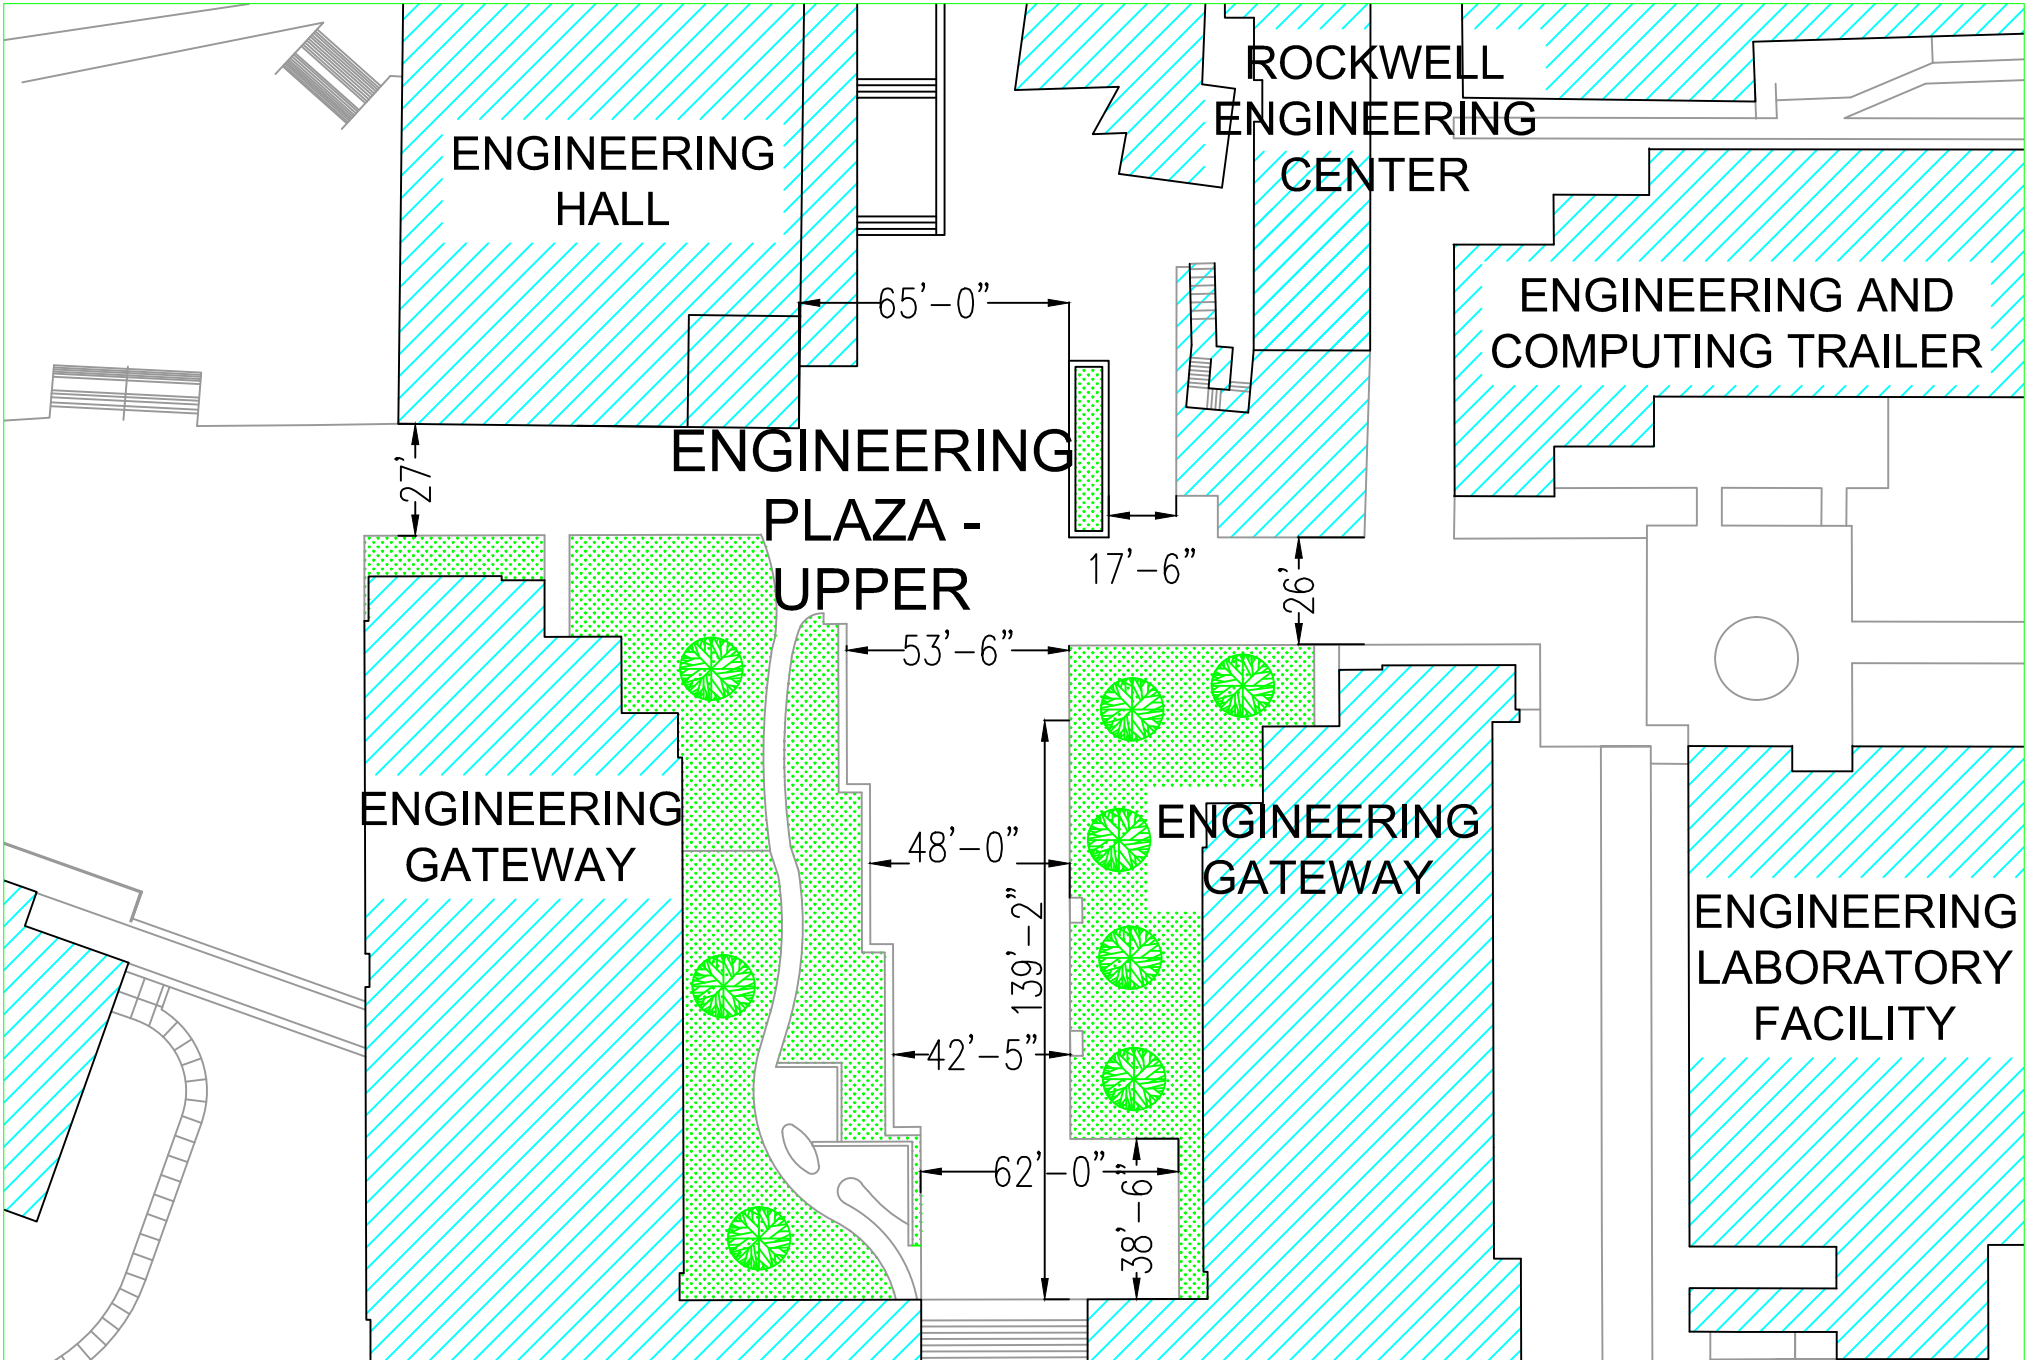 ROCKWELL
ENGINEERING
CENTER
ENGINEERING
HALL
65'-0"
ENGINEERING AND
COMPUTING TRAILER
27'-
ENGINEERING
PLAZA -
UPPER
17'-6"
26'-
53'-6"
ENGINEERING
GATEWAY
48'-0"
ENGINEERING
GATEWAY
139'-2"
ENGINEERING
LABORATORY
FACILITY
42'-5"
62'-0"
38'-6"